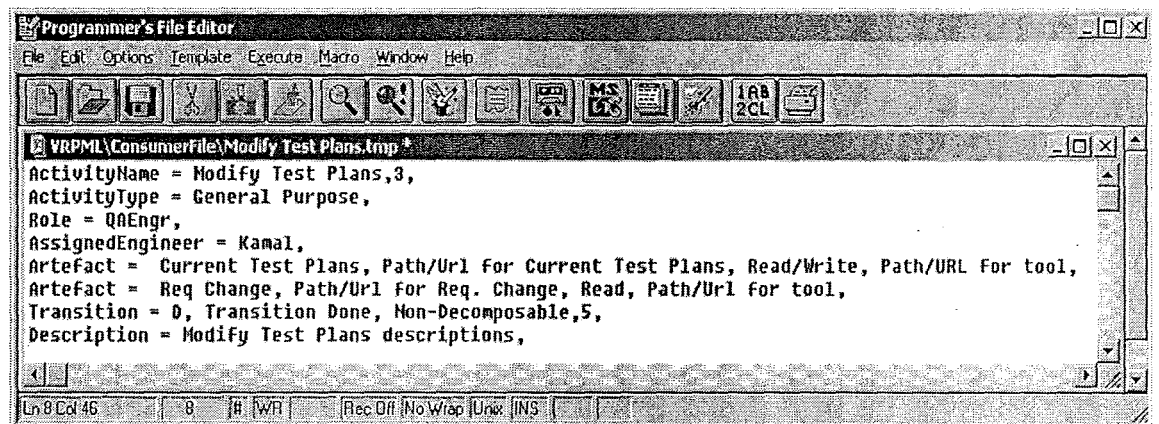 Programmer's File Editor
File Edit Options Template Execute Macro Window Help
MS
1AB
2CL
VRPML\ConsumerFile\Modify Test Plans.tmp *
ActivityName = Modify Test Plans,3,
ActivityType = General Purpose,
Role = QAEngr,
AssignedEngineer = Kamal,
Artefact =  Current Test Plans, Path/Url for Current Test Plans, Read/Write, Path/URL for tool,
Artefact =  Req Change, Path/Url for Req. Change, Read, Path/Url for tool,
Transition = D, Transition Done, Non-Decomposable,5,
Description = Modify Test Plans descriptions,
Ln 8 Col 46 8 # WR Rec Off No Wrap Unix INS